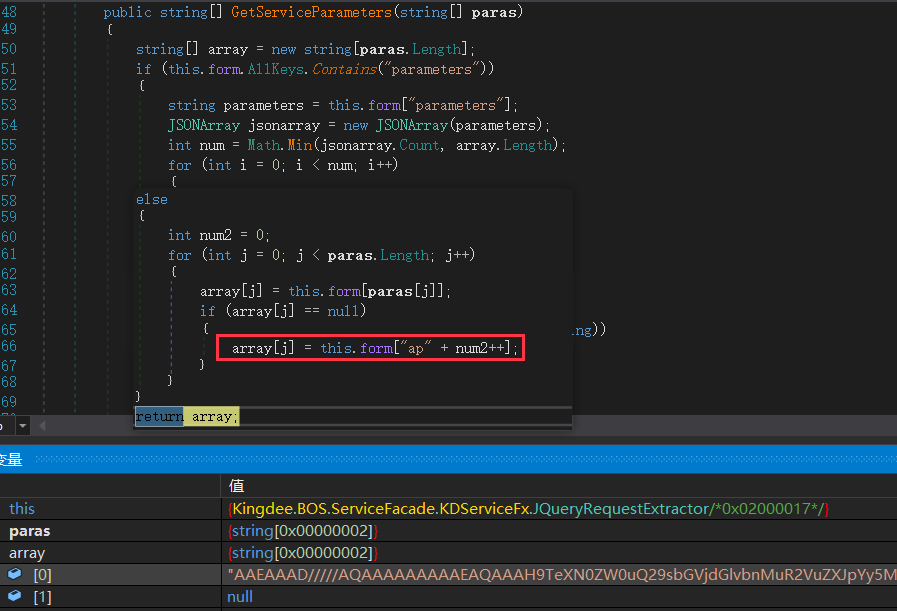 48 public string[] GetServiceParameters(string[] paras)
49 {
50 string[] array = new string[paras.Length];
51 if (this.form.AllKeys.Contains("parameters"))
52 {
53 string parameters = this.form["parameters"];
54 JSONArray jsonarray = new JSONArray(parameters);
55 int num = Math.Min(jsonarray.Count, array.Length);
56 for (int i = 0; i < num; i++)
57 {
58 else
59 {
60 int num2 = 0;
61 for (int j = 0; j < paras.Length; j++)
62 {
63 array[j] = this.form[paras[j]];
64 if (array[j] == null)
65 { ng))
66 array[j] = this.form["ap" + num2++];
67 }
68 }
69 }
return array;
变量
值
this {Kingdee.BOS.ServiceFacade.KDServiceFx.JQueryRequestExtractor/*0x02000017*/}
paras {string[0x00000002]}
array {string[0x00000002]}
[0] "AAEAAAD/////AQAAAAAAAAAEAQAAAH9TeXN0ZW0uQ29sbGVjdGlvbnMuR2VuZXJpYy5M
[1] null